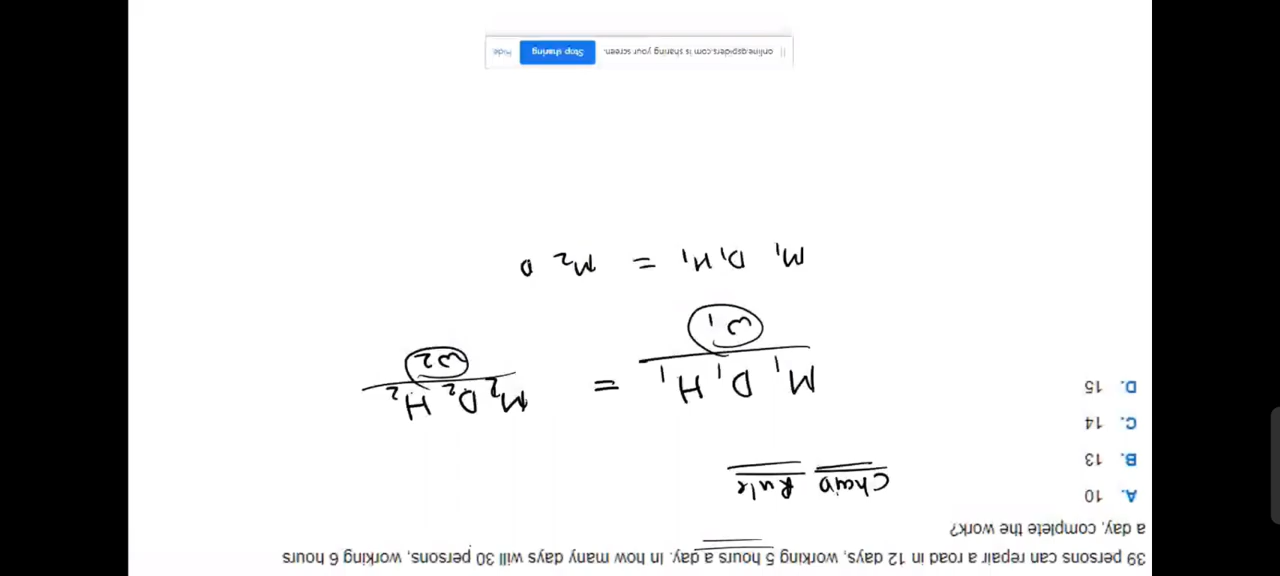 39 persons can repair a road in 12 days, working 5 hours a day. In how many days will 30 persons, working 6 hours
a day, complete the work?
A. 10
B. 13
C. 14
D. 15
Chain Rule
M₁ D₁ H₁ / W₁ = M₂ D₂ H₂ / W₂
M₁ D₁ H₁ = M₂ D
online.qspiders.com is sharing your screen. Stop sharing Hide